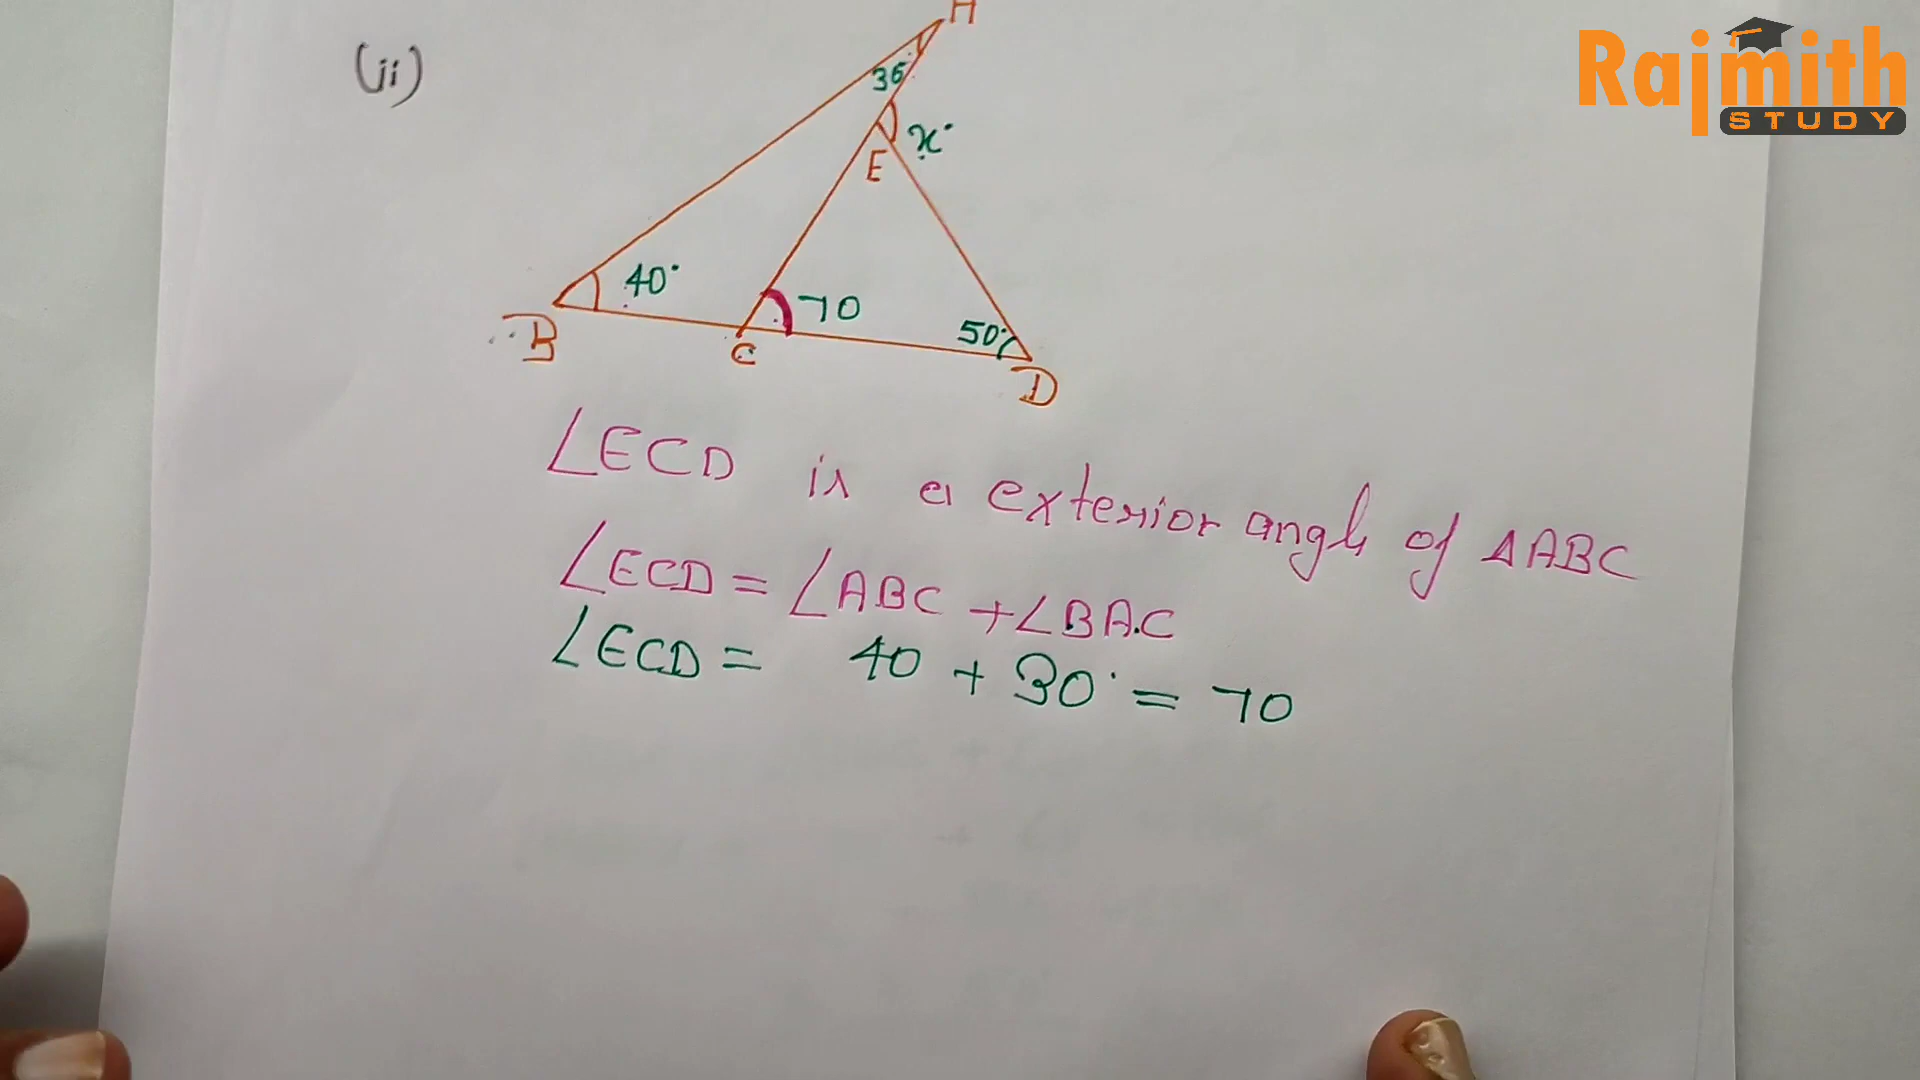 (ii)
A
30°
x°
E
40°
70
50°
B
C
D
∠ECD is a exterior angle of ΔABC
∠ECD = ∠ABC + ∠BAC
∠ECD = 40 + 30° = 70
Rajmith
STUDY